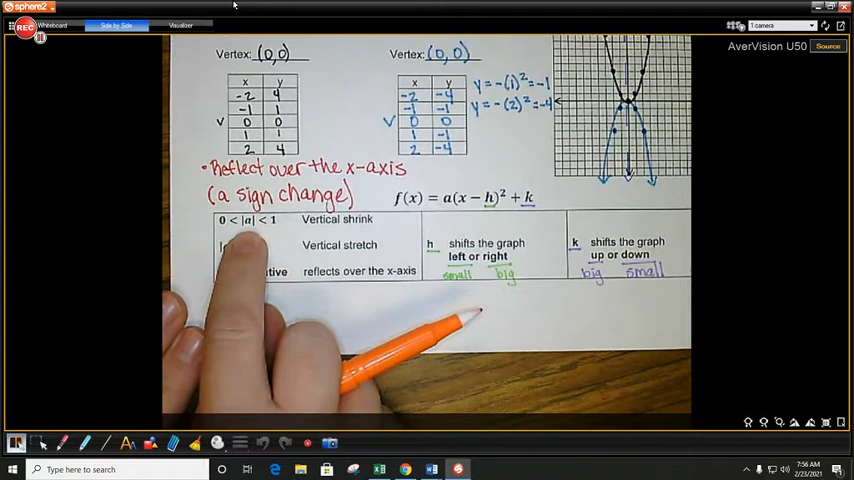 sphere2
REC
Whiteboard
Side by Side
Visualizer
1 camera
AverVision U50
Source
Vertex: (0,0)
Vertex: (0,0)
x y
-2 4
-1 1
V 0 0
1 1
2 4
x y
-2 -4
-1 -1
V 0 0
1 -1
2 -4
y = -(1)² = -1
y = -(2)² = -4
• Reflect over the x-axis
(a sign change)
f(x) = a(x − h)² + k
0 < |a| < 1 Vertical shrink
Vertical stretch
reflects over the x-axis
h shifts the graph
left or right
small big
k shifts the graph
up or down
big small
Type here to search
7:56 AM
2/23/2021